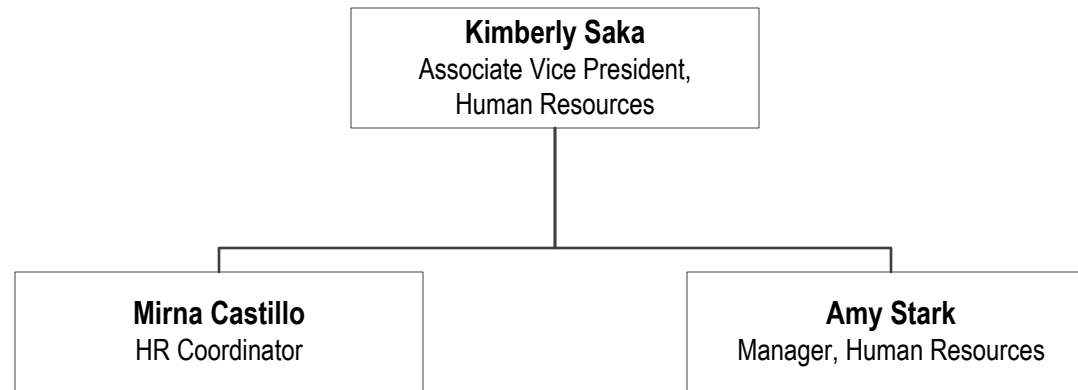 Kimberly Saka
Associate Vice President,
Human Resources
Mirna Castillo
HR Coordinator
Amy Stark
Manager, Human Resources